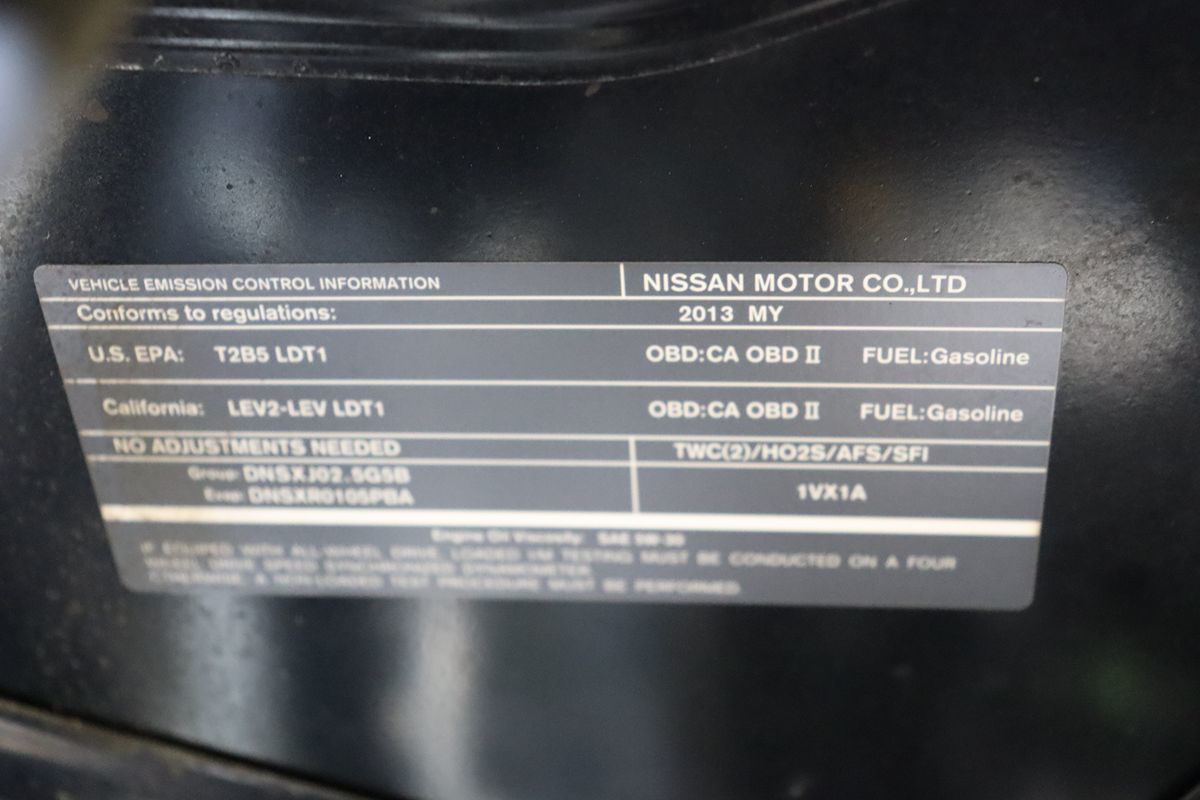 VEHICLE EMISSION CONTROL INFORMATION NISSAN MOTOR CO.,LTD
Conforms to regulations: 2013 MY
U.S. EPA: T2B5 LDT1 OBD:CA OBD II FUEL:Gasoline
California: LEV2-LEV LDT1 OBD:CA OBD II FUEL:Gasoline
NO ADJUSTMENTS NEEDED TWC(2)/HO2S/AFS/SFI
Group: DNSXJ02.5G5B
Evap: DNSXR0105PBA 1VX1A
Engine Oil Viscosity: SAE 5W-30
IF EQUIPED WITH ALL-WHEEL DRIVE, LOADED I/M TESTING MUST BE CONDUCTED ON A FOUR
WHEEL DRIVE SPEED SYNCHRONIZED DYNAMOMETER.
OTHERWISE, A NON-LOADED TEST PROCEDURE MUST BE PERFORMED.